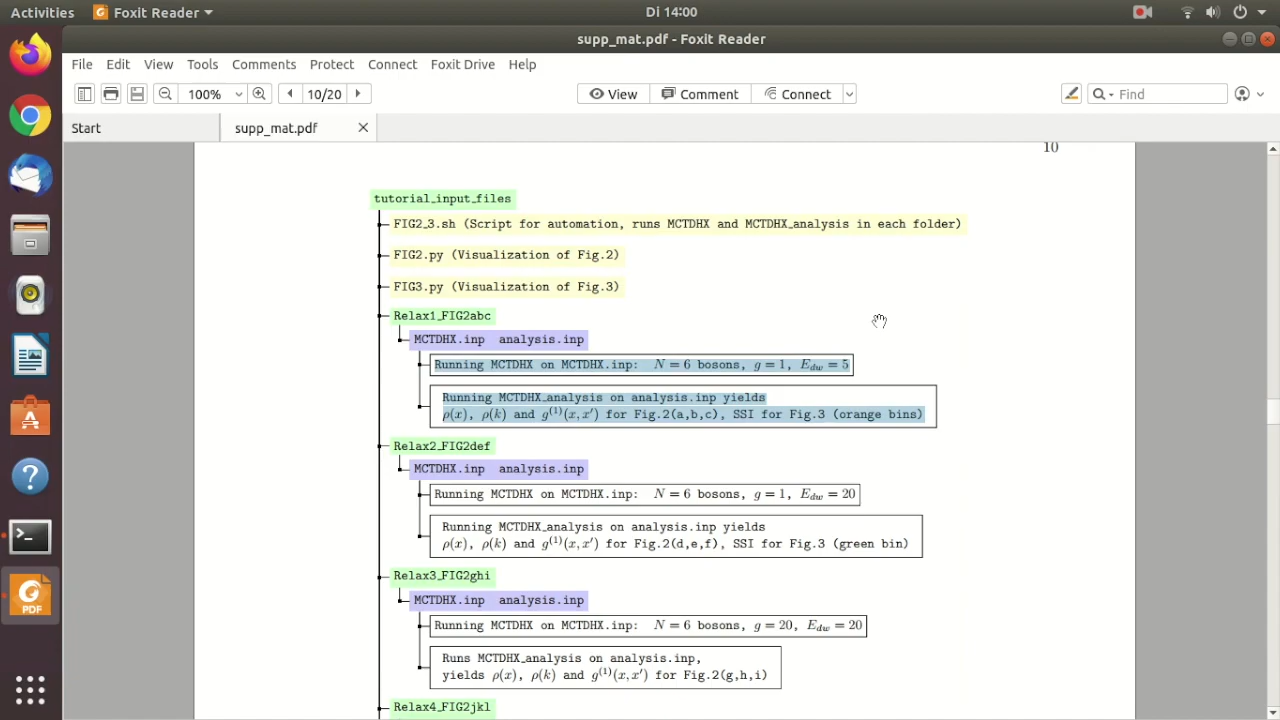 Activities Foxit Reader Di 14:00
supp_mat.pdf - Foxit Reader
File Edit View Tools Comments Protect Connect Foxit Drive Help
100% 10/20 View Comment Connect Find
Start supp_mat.pdf
10
tutorial_input_files
FIG2_3.sh (Script for automation, runs MCTDHX and MCTDHX_analysis in each folder)
FIG2.py (Visualization of Fig.2)
FIG3.py (Visualization of Fig.3)
Relax1_FIG2abc
MCTDHX.inp analysis.inp
Running MCTDHX on MCTDHX.inp: N = 6 bosons, g = 1, E_dw = 5
Running MCTDHX_analysis on analysis.inp yields
ρ(x), ρ(k) and g^(1)(x, x′) for Fig.2(a,b,c), SSI for Fig.3 (orange bins)
Relax2_FIG2def
MCTDHX.inp analysis.inp
Running MCTDHX on MCTDHX.inp: N = 6 bosons, g = 1, E_dw = 20
Running MCTDHX_analysis on analysis.inp yields
ρ(x), ρ(k) and g^(1)(x, x′) for Fig.2(d,e,f), SSI for Fig.3 (green bin)
Relax3_FIG2ghi
MCTDHX.inp analysis.inp
Running MCTDHX on MCTDHX.inp: N = 6 bosons, g = 20, E_dw = 20
Runs MCTDHX_analysis on analysis.inp,
yields ρ(x), ρ(k) and g^(1)(x, x′) for Fig.2(g,h,i)
Relax4_FIG2jkl
PDF